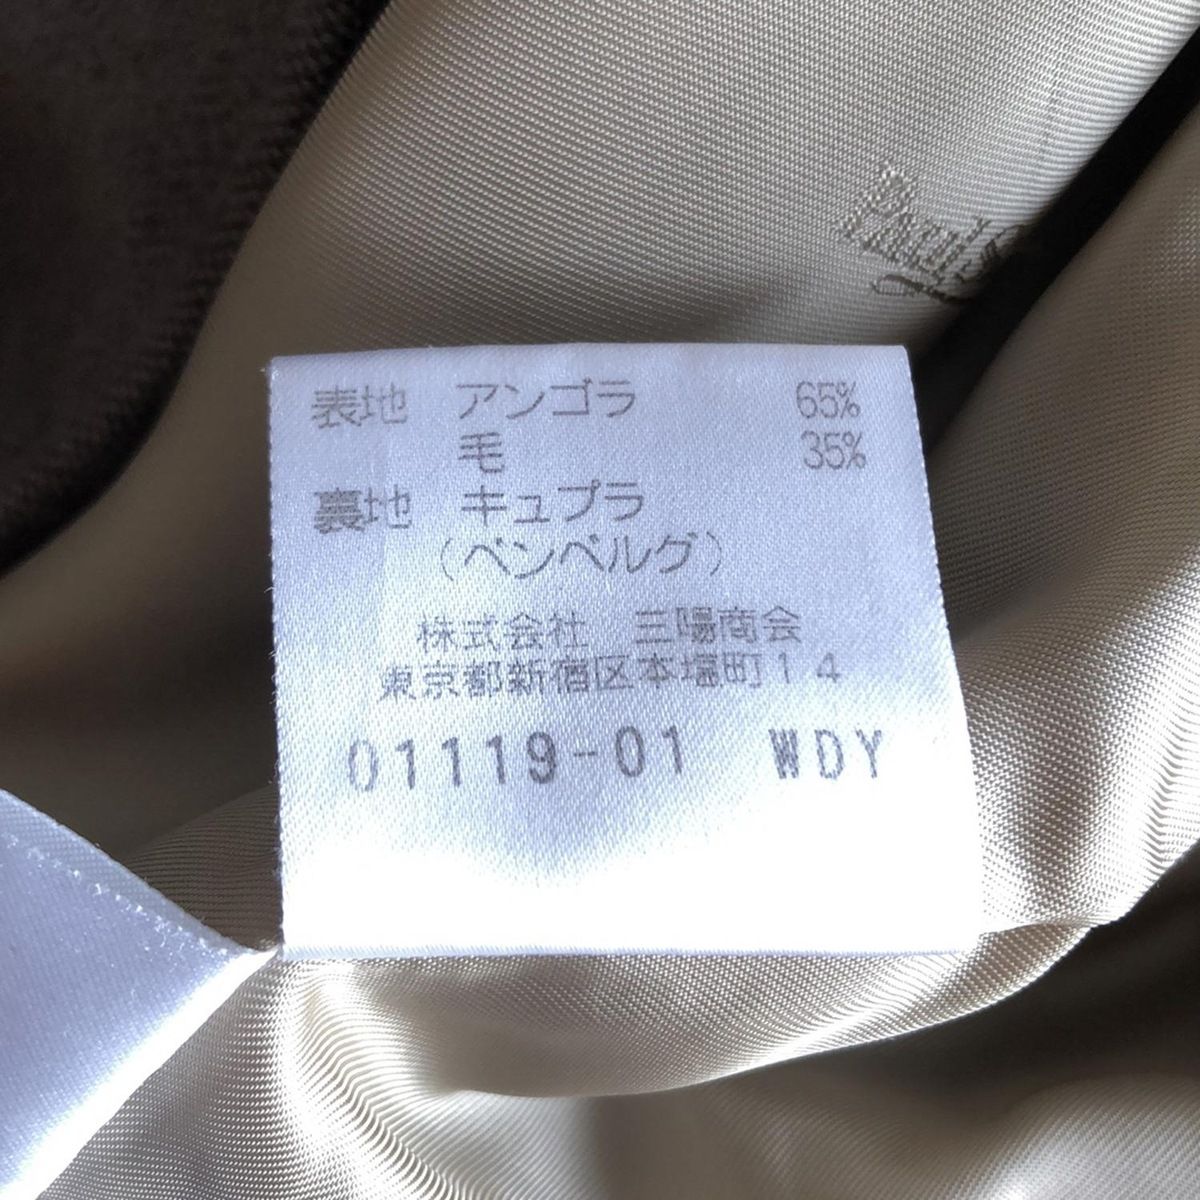 Paul s
表地 アンゴラ 65%
毛 35%
裏地 キュプラ
(ベンベルグ)
株式会社 三陽商会
東京都新宿区本塩町14
01119-01 WDY